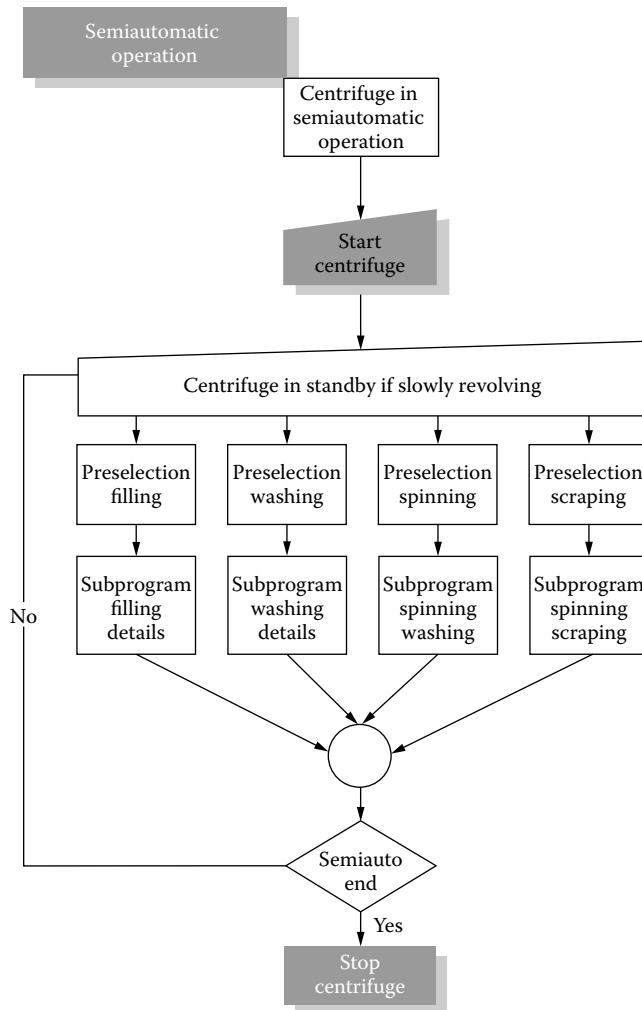 Semiautomatic
operation
Centrifuge in
semiautomatic
operation
Start
centrifuge
Centrifuge in standby if slowly revolving
Preselection
filling
Preselection
washing
Preselection
spinning
Preselection
scraping
Subprogram
filling
details
Subprogram
washing
details
Subprogram
spinning
washing
Subprogram
spinning
scraping
No
Semiauto
end
Yes
Stop
centrifuge